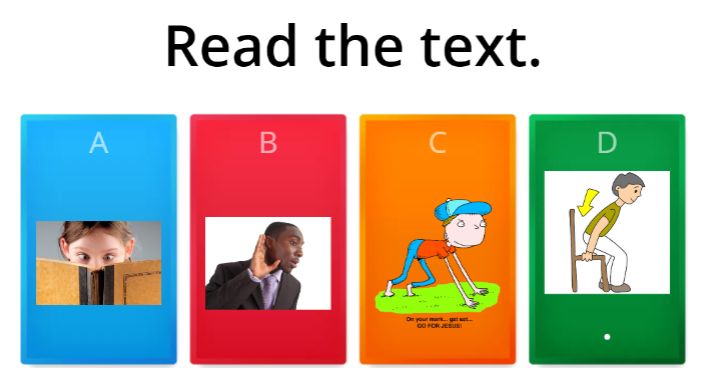 Read the text.
A
B
C
D
On your mark... get set...
GO FOR JESUS!